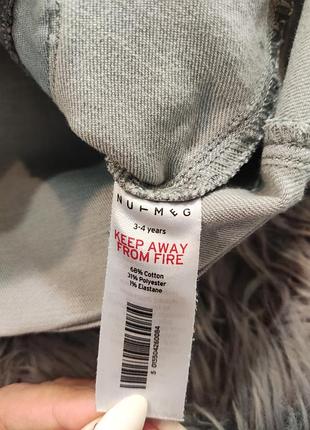 NUTMEG
3-4 years
KEEP AWAY
FROM FIRE
68% Cotton
31% Polyester
1% Elastane